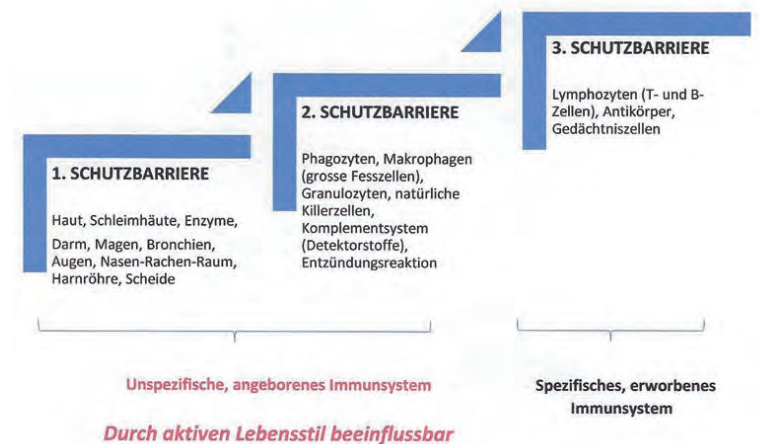 1. SCHUTZBARRIERE
Haut, Schleimhäute, Enzyme,
Darm, Magen, Bronchien,
Augen, Nasen-Rachen-Raum,
Harnröhre, Scheide
2. SCHUTZBARRIERE
Phagozyten, Makrophagen
(grosse Fesszellen),
Granulozyten, natürliche
Killerzellen,
Komplementsystem
(Detektorstoffe),
Entzündungsreaktion
3. SCHUTZBARRIERE
Lymphozyten (T- und B-
Zellen), Antikörper,
Gedächtniszellen
Unspezifische, angeborenes Immunsystem
Durch aktiven Lebensstil beeinflussbar
Spezifisches, erworbenes
Immunsystem